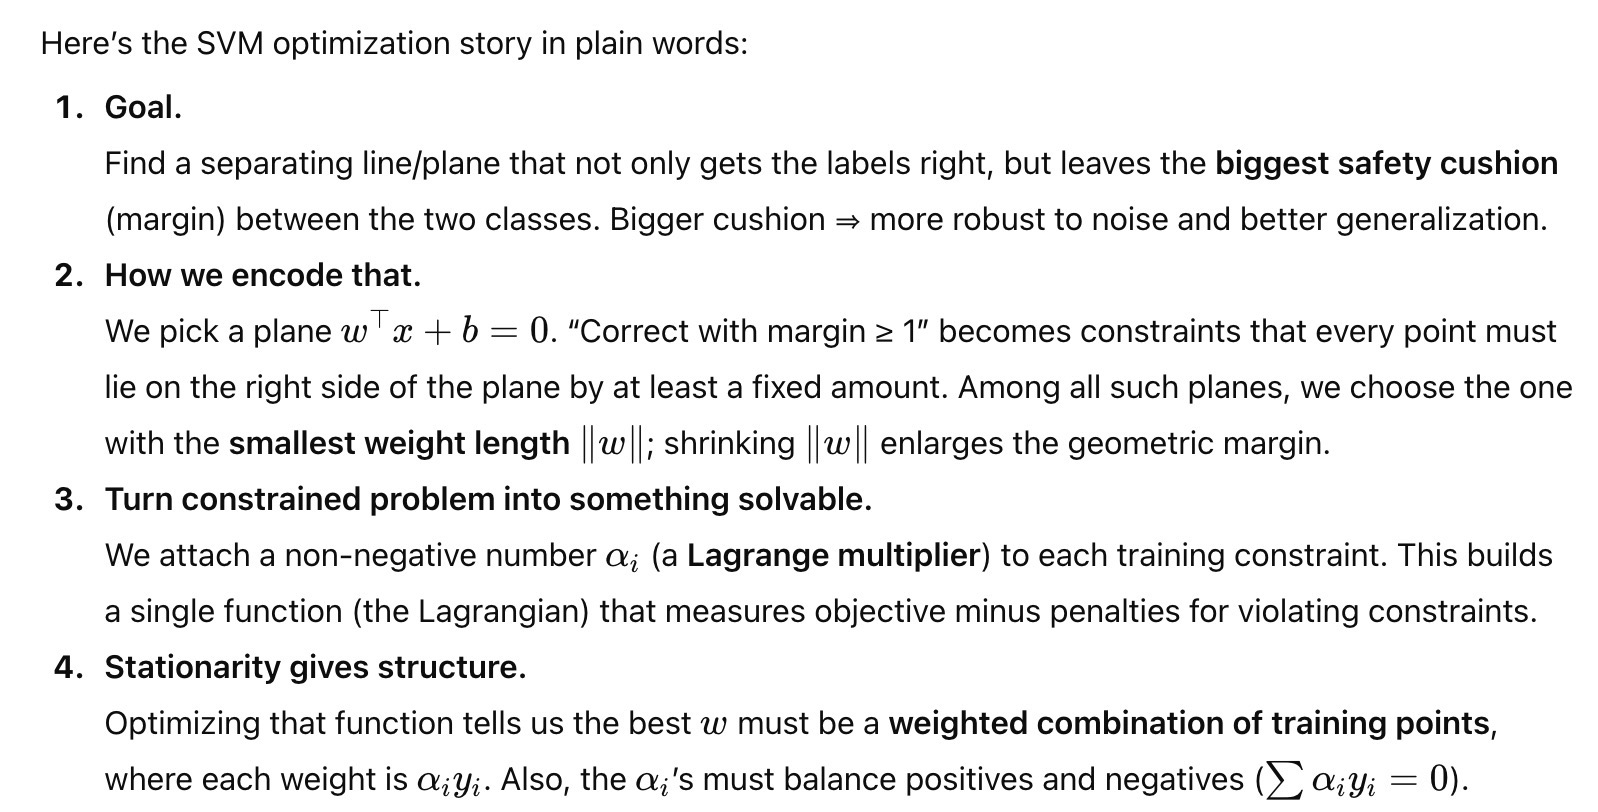 Here’s the SVM optimization story in plain words:
1. Goal.
Find a separating line/plane that not only gets the labels right, but leaves the biggest safety cushion
(margin) between the two classes. Bigger cushion ⇒ more robust to noise and better generalization.
2. How we encode that.
We pick a plane w⊤x + b = 0. “Correct with margin ≥ 1” becomes constraints that every point must
lie on the right side of the plane by at least a fixed amount. Among all such planes, we choose the one
with the smallest weight length ‖w‖; shrinking ‖w‖ enlarges the geometric margin.
3. Turn constrained problem into something solvable.
We attach a non-negative number αᵢ (a Lagrange multiplier) to each training constraint. This builds
a single function (the Lagrangian) that measures objective minus penalties for violating constraints.
4. Stationarity gives structure.
Optimizing that function tells us the best w must be a weighted combination of training points,
where each weight is αᵢyᵢ. Also, the αᵢ’s must balance positives and negatives (∑ αᵢyᵢ = 0).